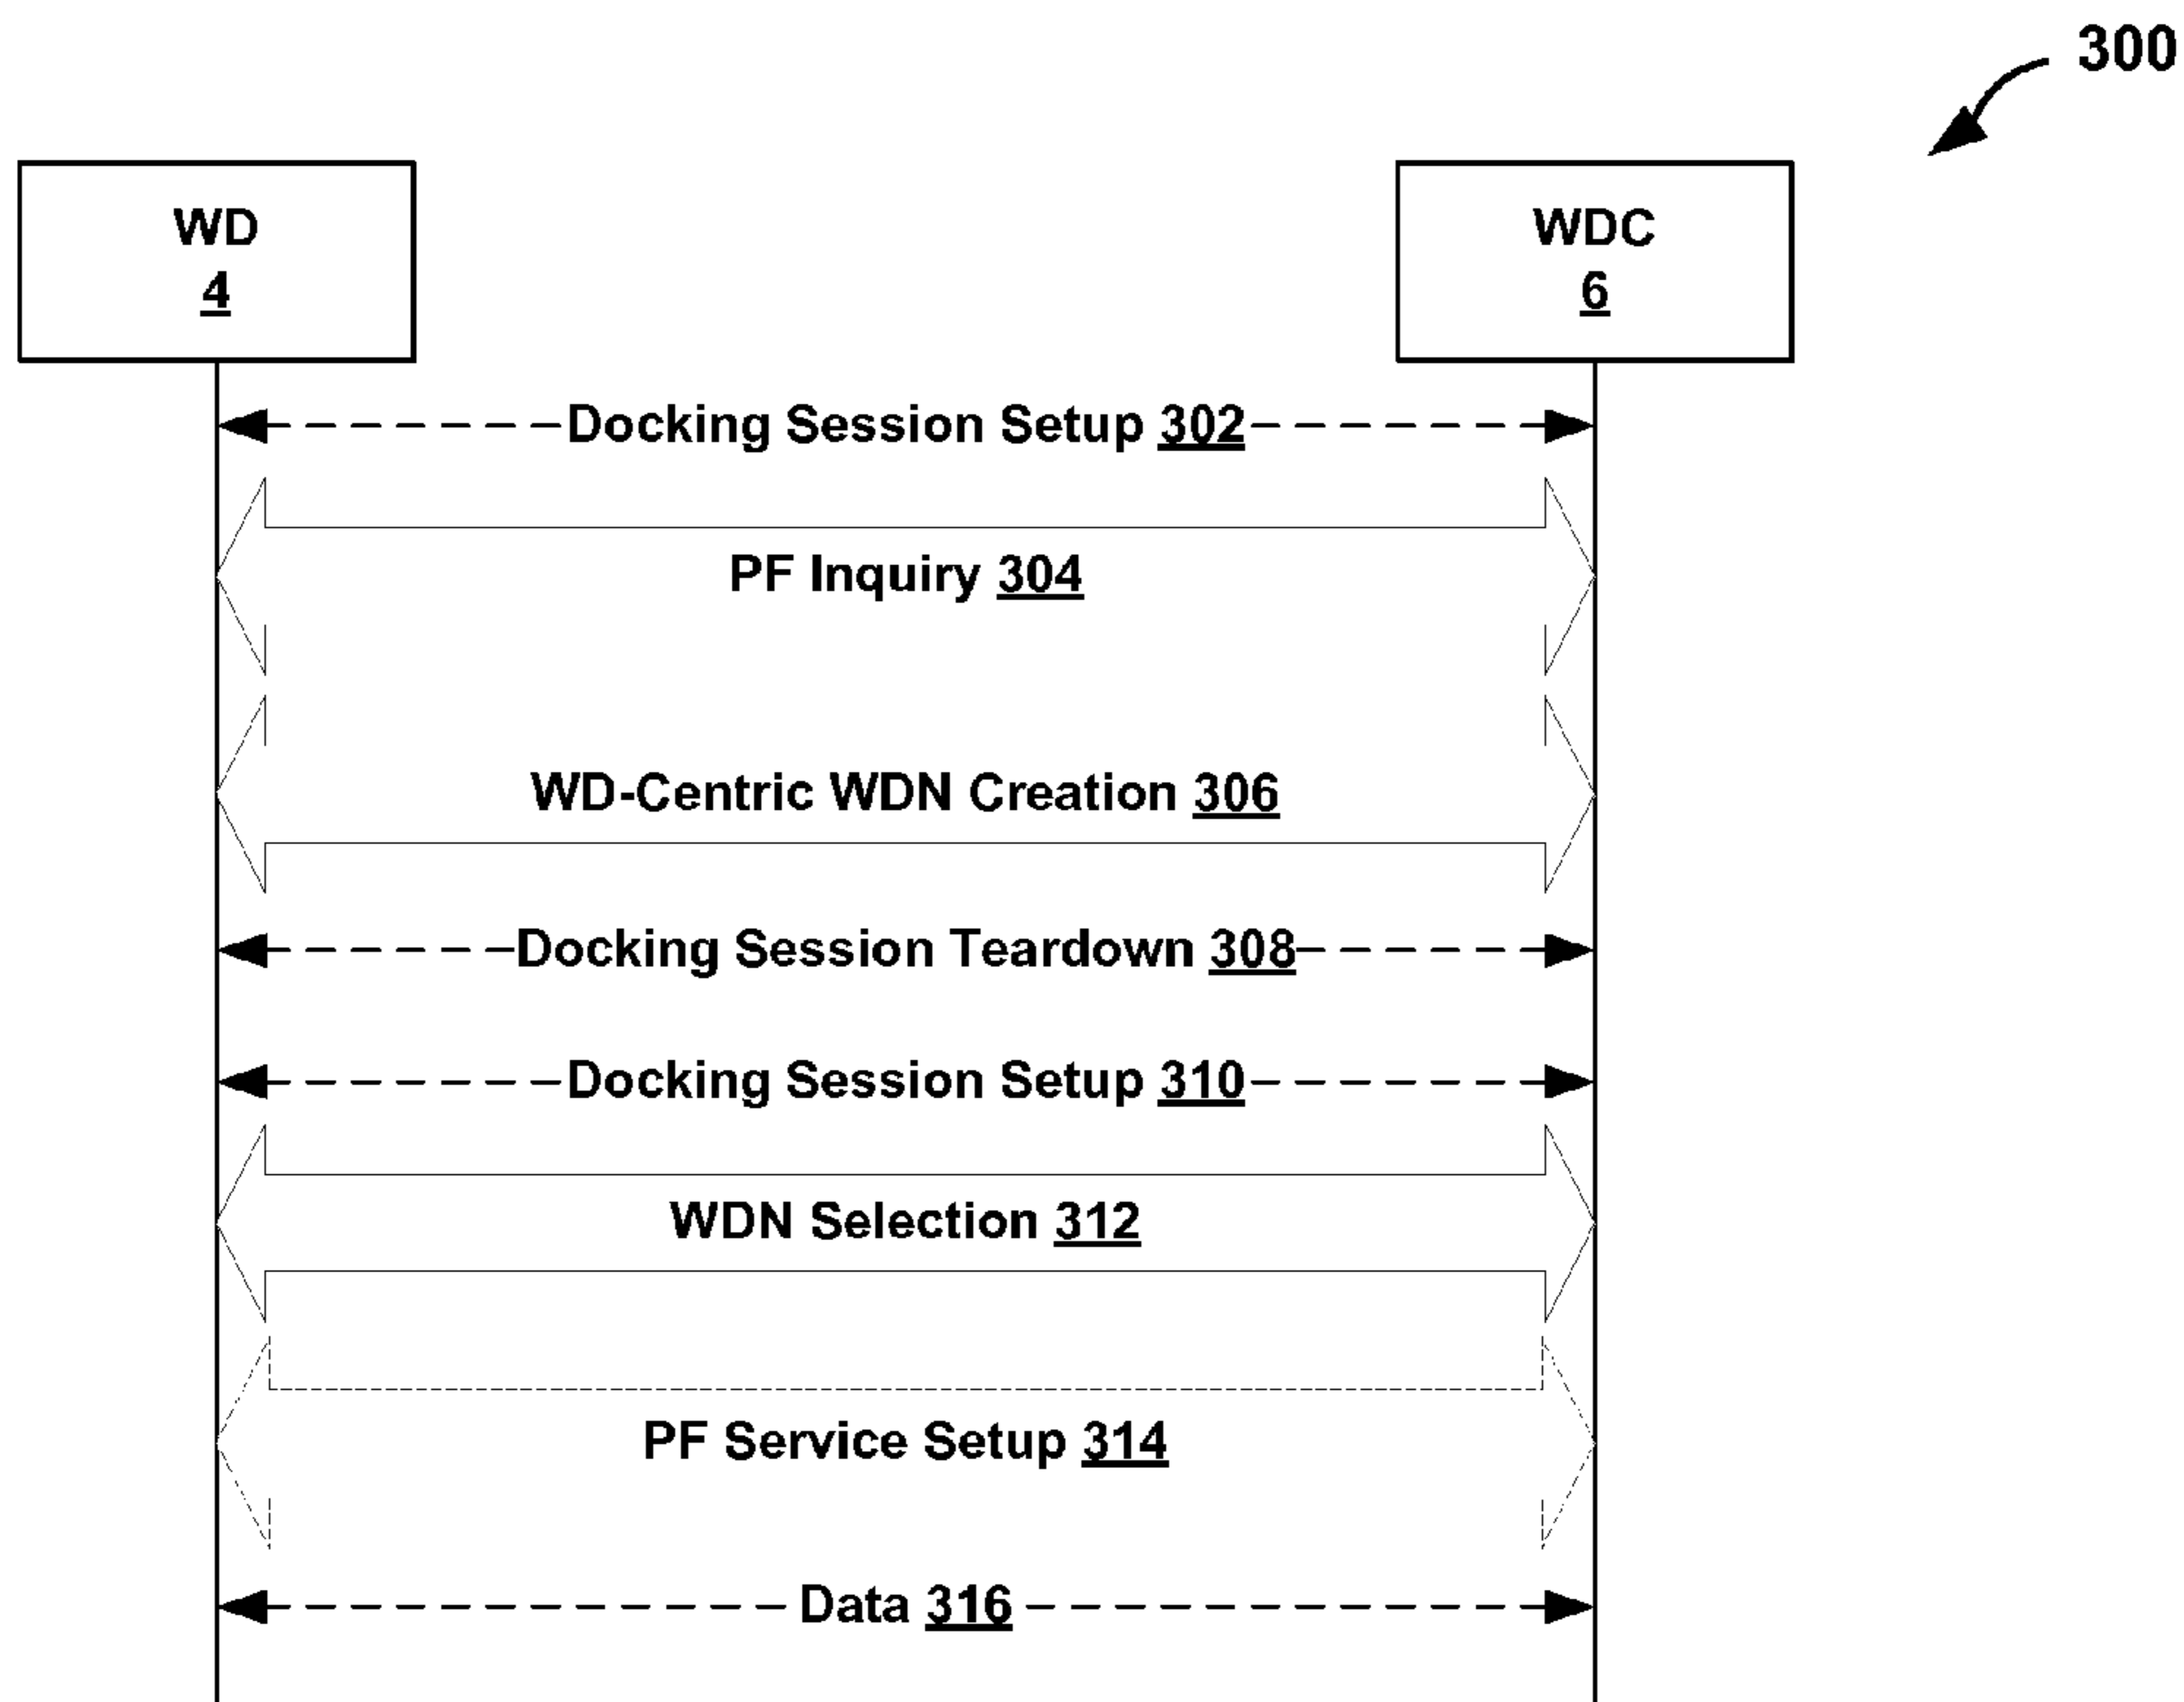 300
WD
4
WDC
6
Docking Session Setup 302
PF Inquiry 304
WD-Centric WDN Creation 306
Docking Session Teardown 308
Docking Session Setup 310
WDN Selection 312
PF Service Setup 314
Data 316